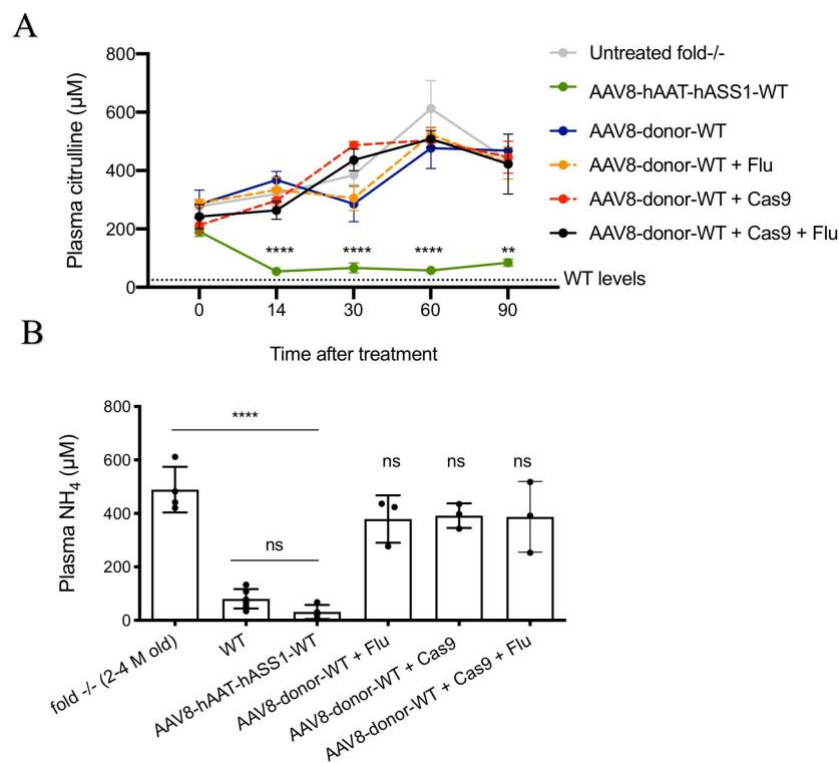 A
Plasma citrulline (µM)
800
600
400
200
0
**** **** **** **
WT levels
0 14 30 60 90
Time after treatment
Untreated fold-/-
AAV8-hAAT-hASS1-WT
AAV8-donor-WT
AAV8-donor-WT + Flu
AAV8-donor-WT + Cas9
AAV8-donor-WT + Cas9 + Flu
B
Plasma NH4 (µM)
800
600
400
200
0
****
ns
ns ns ns
fold -/- (2-4 M old)
WT
AAV8-hAAT-hASS1-WT
AAV8-donor-WT + Flu
AAV8-donor-WT + Cas9
AAV8-donor-WT + Cas9 + Flu